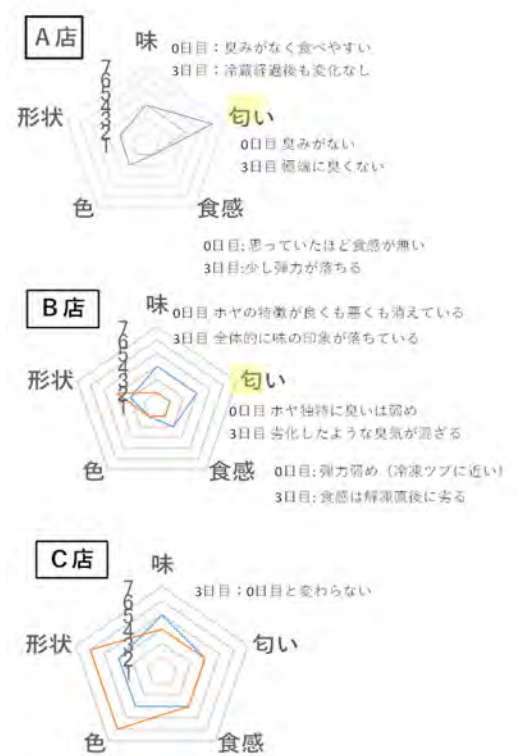 A店
味
0日目：臭みがなく食べやすい
3日目：冷蔵経過後も変化なし
7
6
5
4
3
2
1
形状
匂い
0日目 臭みがない
3日目 極端に臭くない
色
食感
0日目: 思っていたほど食感が無い
3日目:少し弾力が落ちる
B店
味
0日目 ホヤの特徴が良くも悪くも消えている
3日目 全体的に味の印象が落ちている
7
6
5
4
3
2
1
形状
匂い
0日目 ホヤ独特に臭いは弱め
3日目 劣化したような臭気が混ざる
色
食感
0日目: 弾力弱め（冷凍ツブに近い）
3日目: 食感は解凍直後に劣る
C店
味
3日目：0日目と変わらない
7
6
5
4
3
2
1
形状
匂い
色
食感